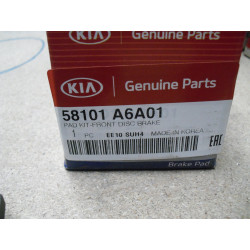 KIA Genuine Parts
KIA Genuine Parts
58101 A6A01
PAD KIT-FRONT DISC BRAKE
1 PC EE10 SUH4 MADE IN KOREA
EAC
Brake Pad